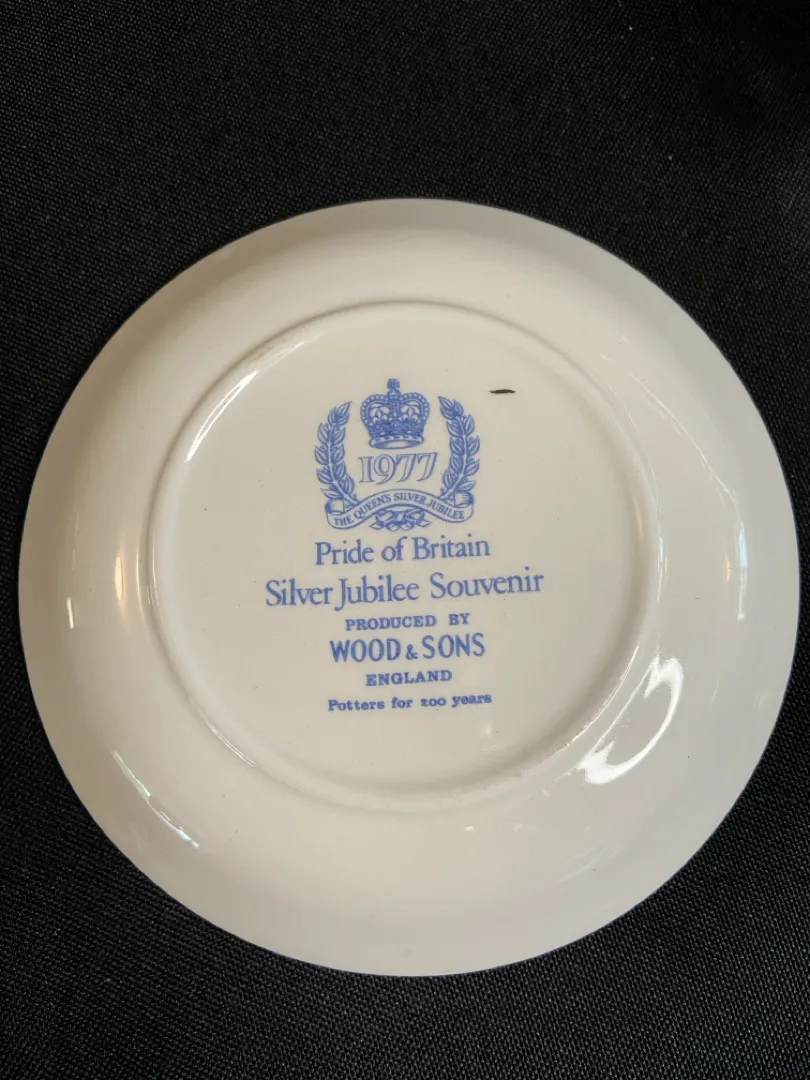 1977
THE QUEEN'S SILVER JUBILEE
Pride of Britain
Silver Jubilee Souvenir
PRODUCED BY
WOOD & SONS
ENGLAND
Potters for 200 years